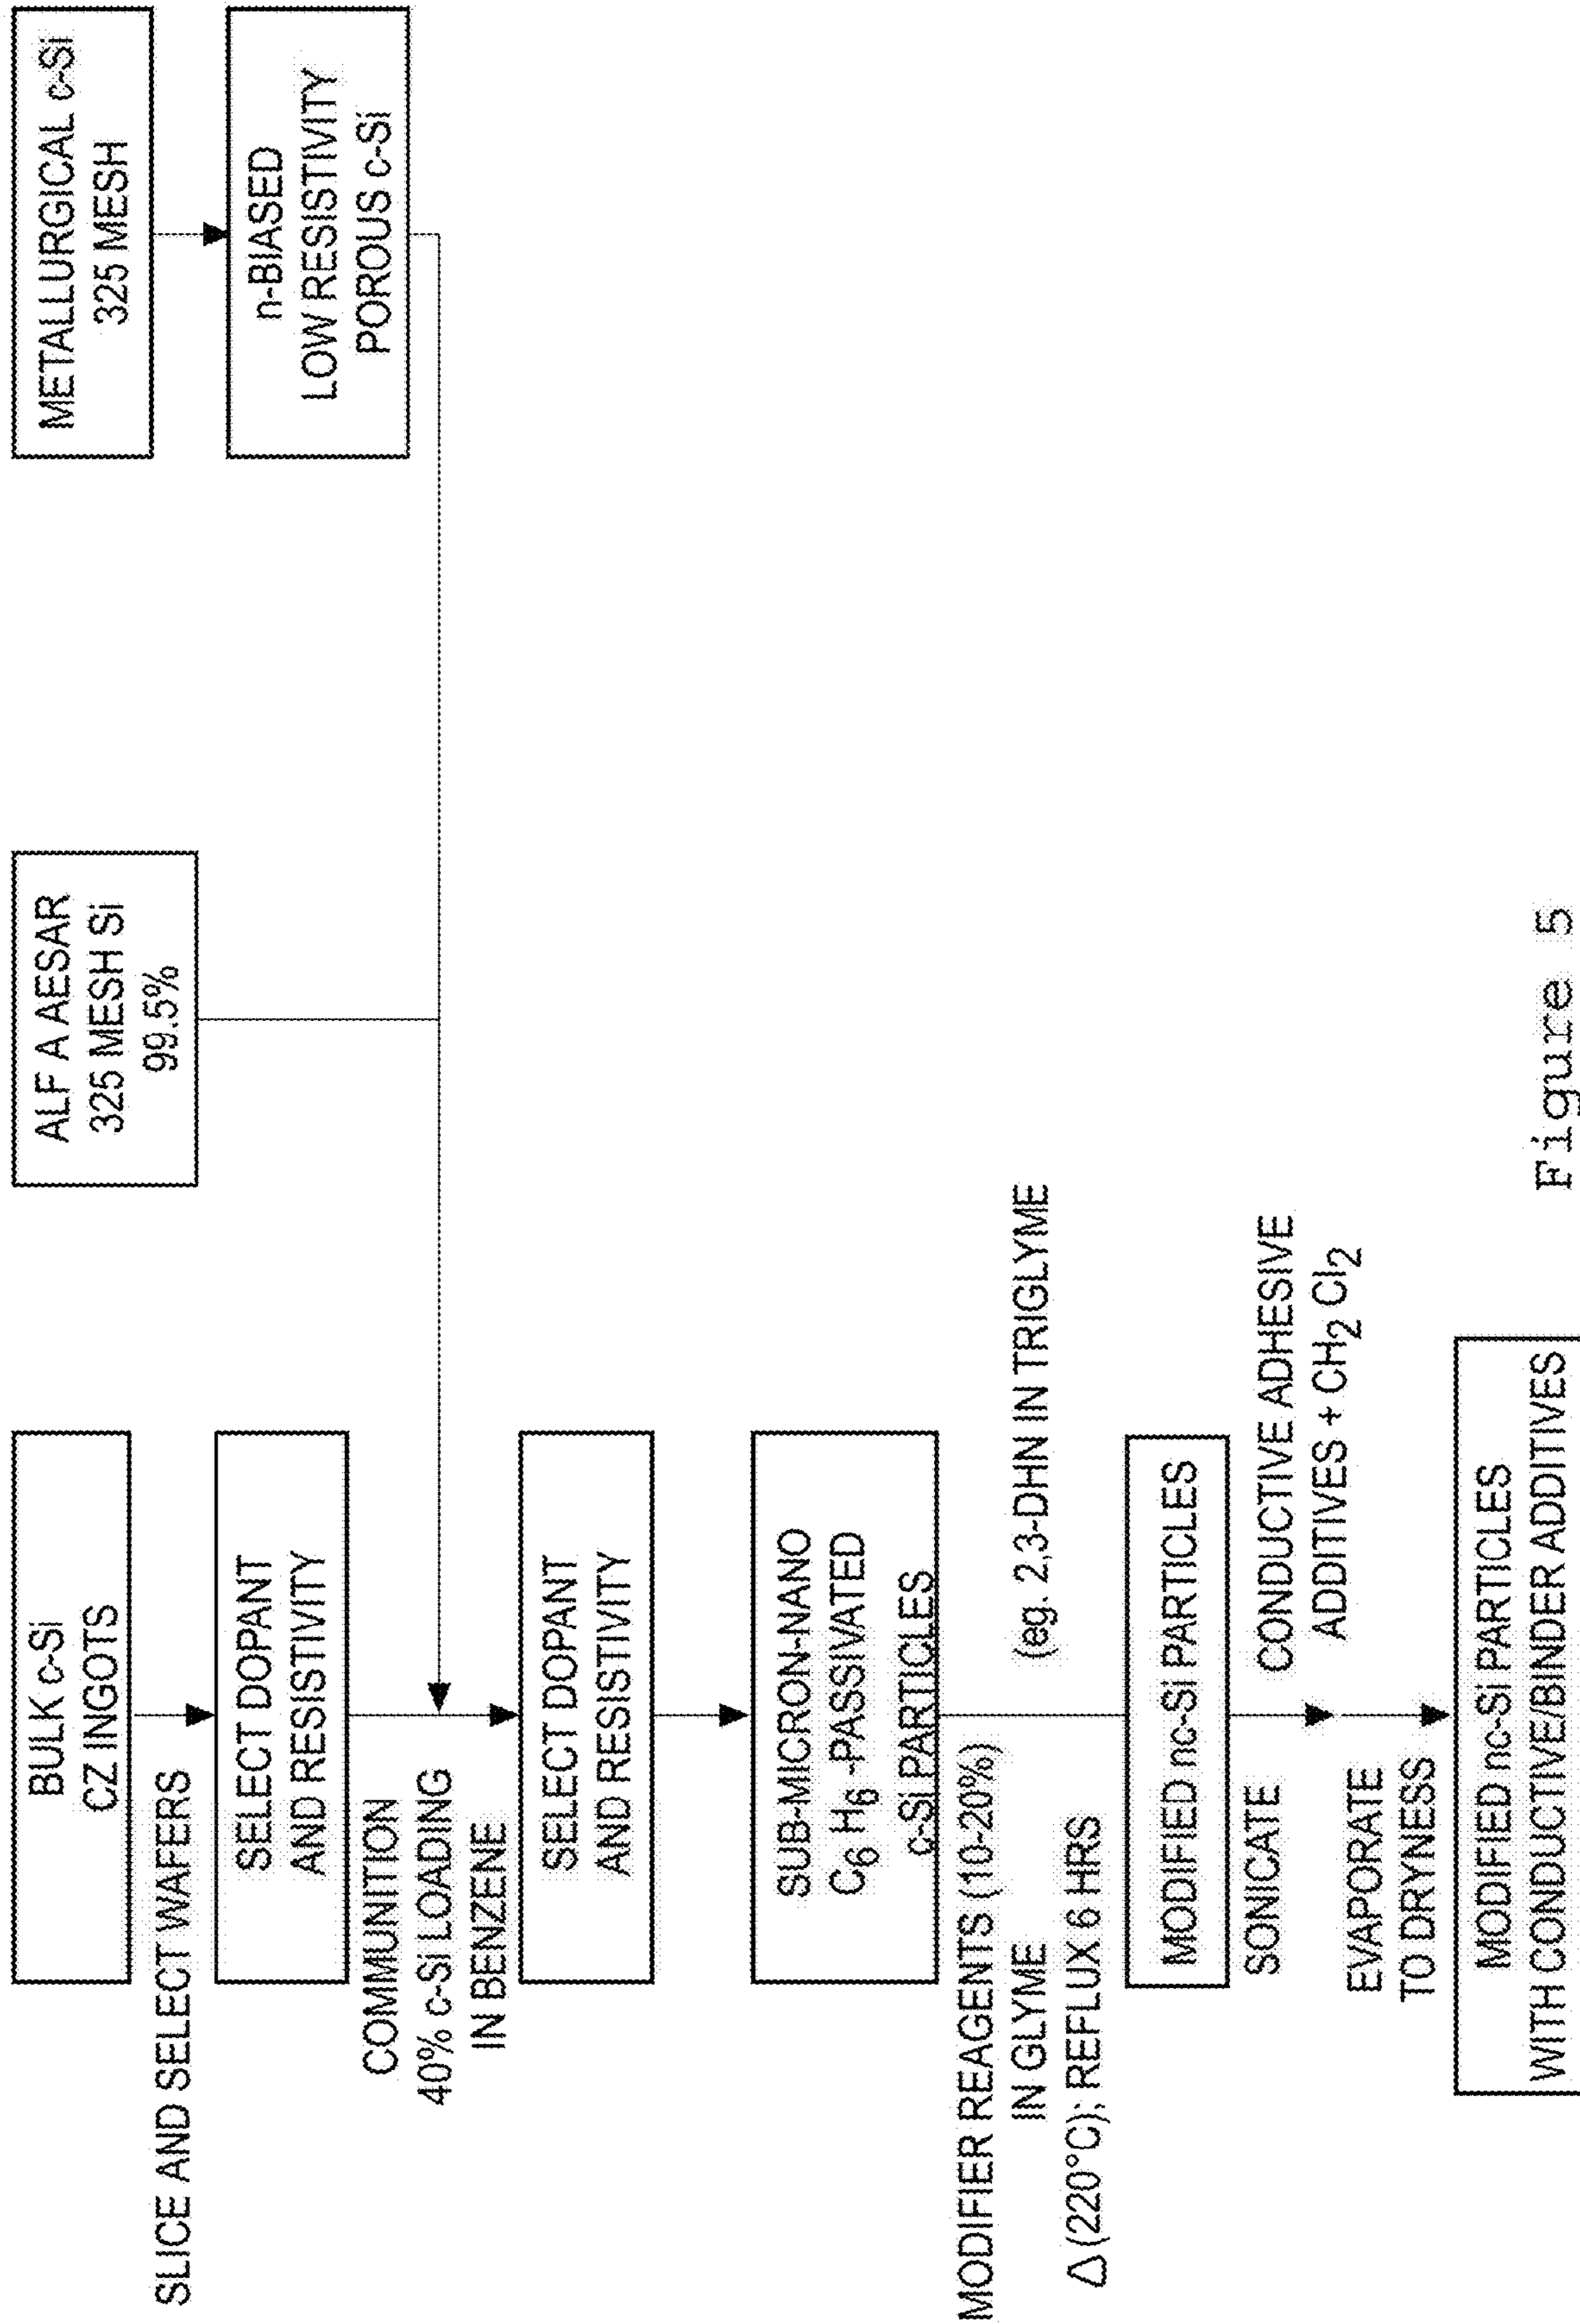 BULK c-Si
CZ INGOTS
SLICE AND SELECT WAFERS
SELECT DOPANT
AND RESISTIVITY
COMMUNITION
40% c-Si LOADING
IN BENZENE
ALF A AESAR
325 MESH Si
99.5%
METALLURGICAL c-Si
325 MESH
n-BIASED
LOW RESISTIVITY
POROUS c-Si
SELECT DOPANT
AND RESISTIVITY
SUB-MICRON-NANO
C6 H6 -PASSIVATED
c-Si PARTICLES
MODIFIER REAGENTS (10-20%)
IN GLYME
Δ (220°C); REFLUX 6 HRS
(eg. 2,3-DHN IN TRIGLYME
MODIFIED nc-Si PARTICLES
SONICATE
CONDUCTIVE ADHESIVE
ADDITIVES + CH2 Cl2
EVAPORATE
TO DRYNESS
MODIFIED nc-Si PARTICLES
WITH CONDUCTIVE/BINDER ADDITIVES
Figure 5